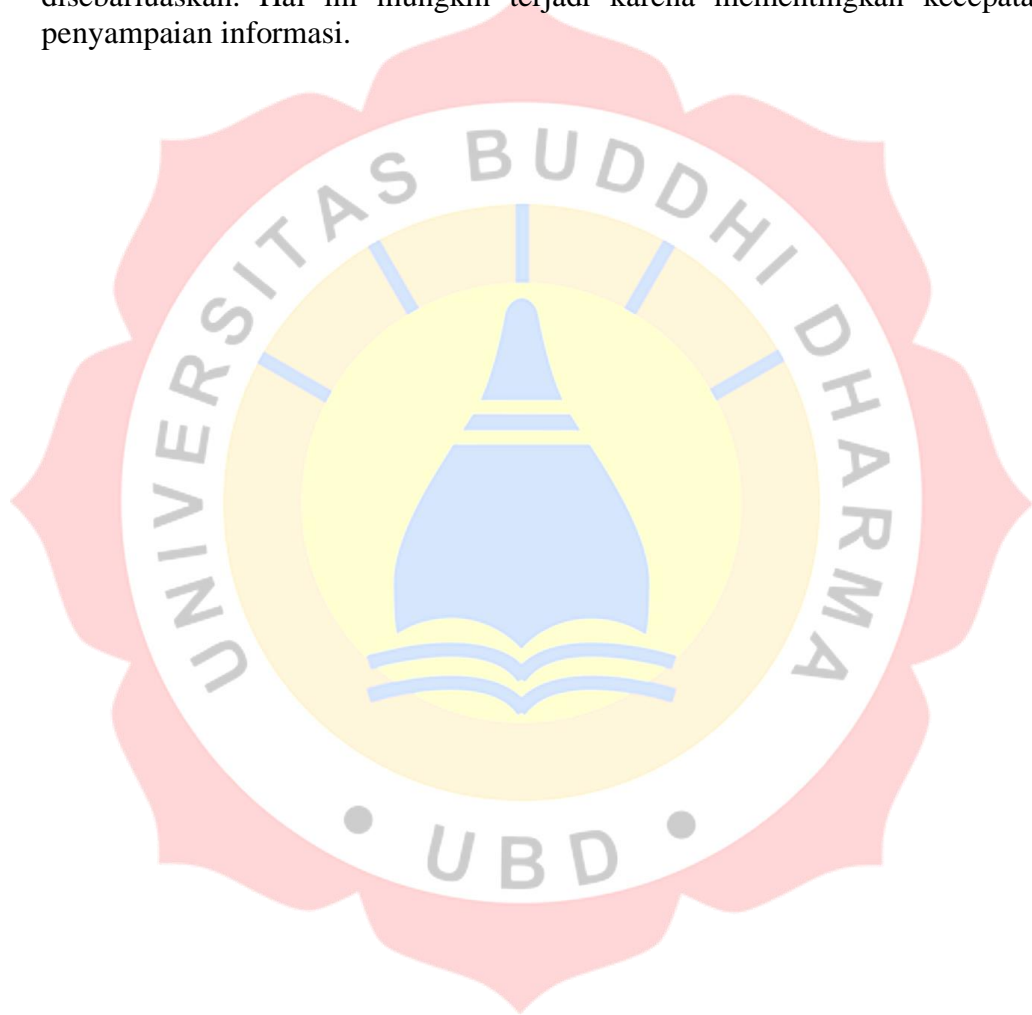 disebarluaskan. Hal ini mungkin terjadi karena mementingkan
penyampaian informasi.
UNIVERSITAS BUDDHI DHARMA
• UBD •